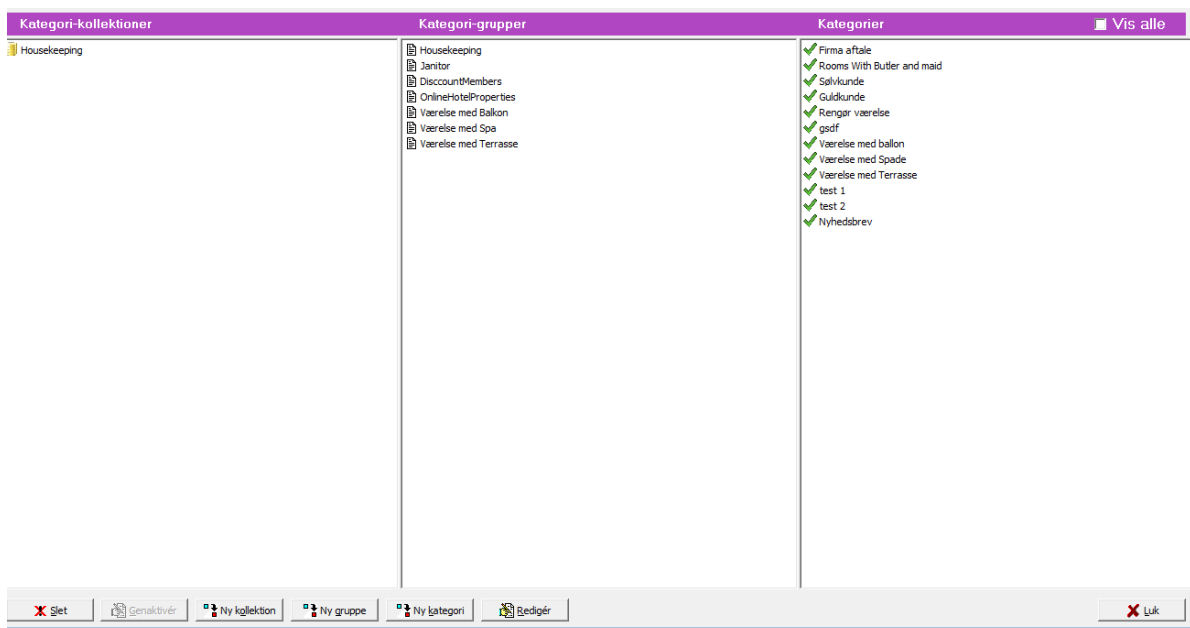 Kategori-kollektioner Kategori-grupper Kategorier Vis alle
Housekeeping
Housekeeping
Janitor
DisccountMembers
OnlineHotelProperties
Værelse med Balkon
Værelse med Spa
Værelse med Terrasse
Firma aftale
Rooms With Butler and maid
Sølvkunde
Guldkunde
Rengør værelse
gsdf
Værelse med ballon
Værelse med Spade
Værelse med Terrasse
test 1
test 2
Nyhedsbrev
Slet Genaktivér Ny kollektion Ny gruppe Ny kategori Redigér Luk